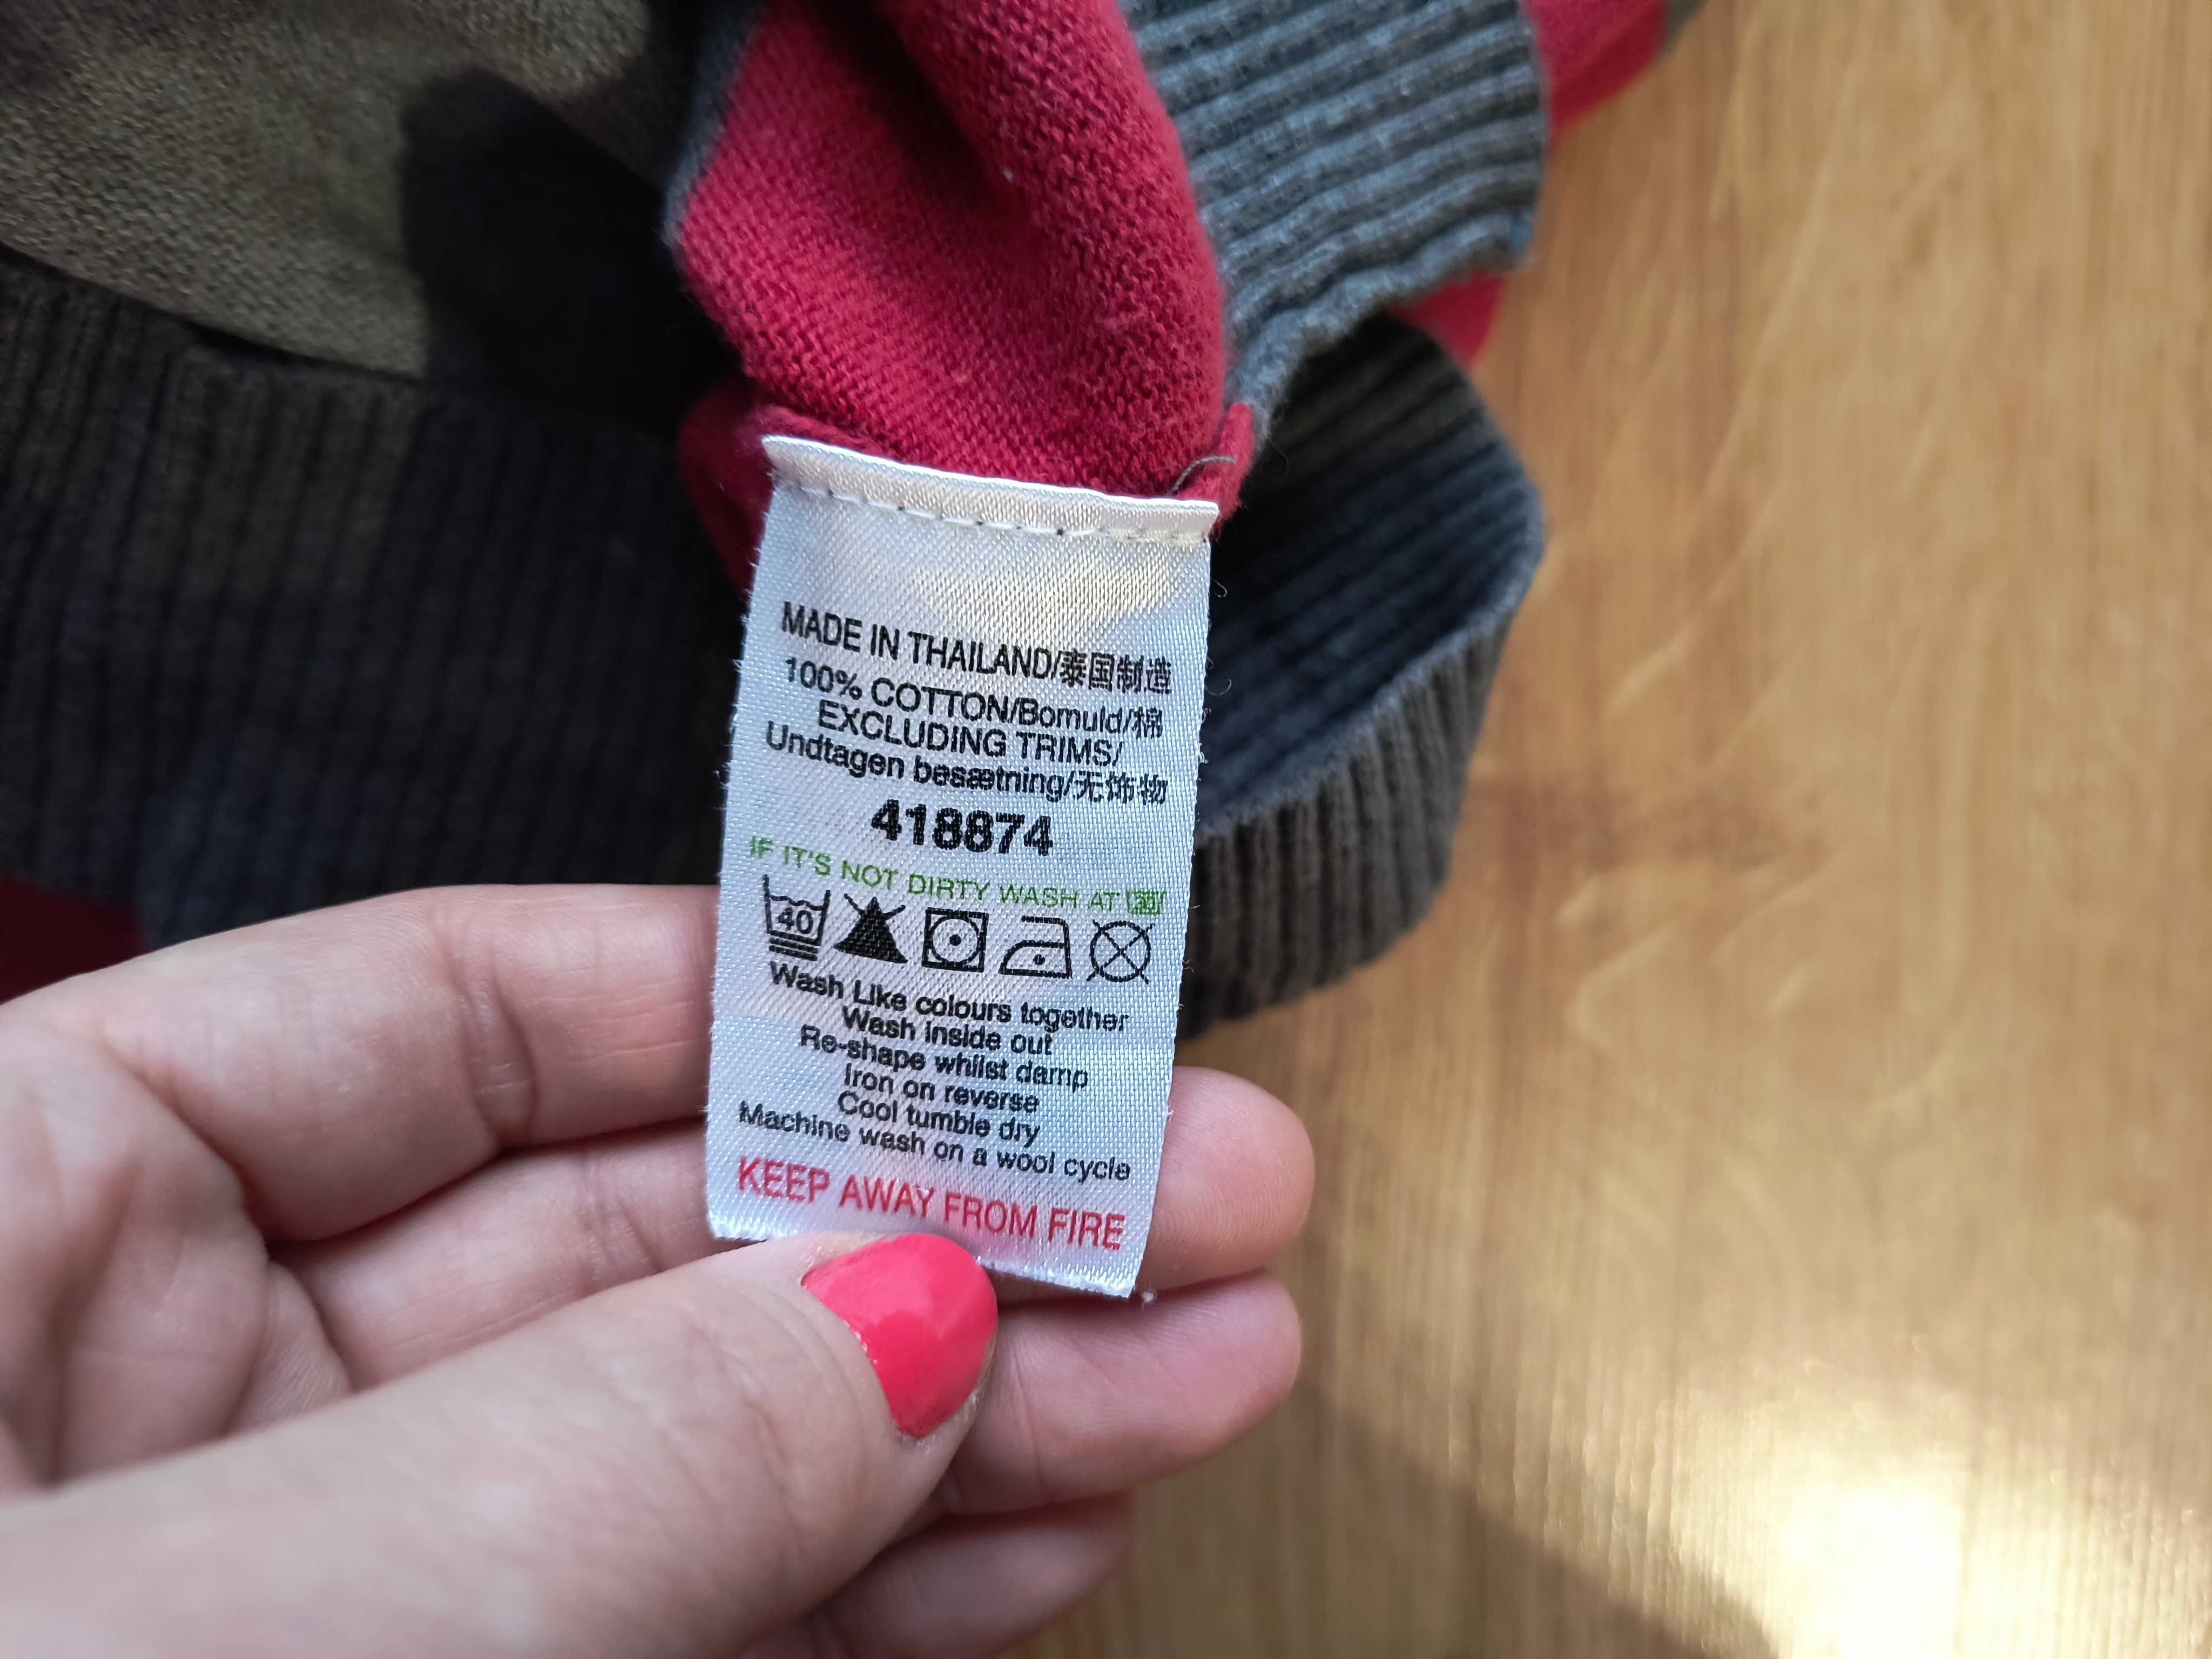 MADE IN THAILAND/泰国制造
100% COTTON/Bomuld/棉
EXCLUDING TRIMS/
Undtagen besætning/无饰物
418874
IF IT'S NOT DIRTY WASH AT 30
40
Wash Like colours together
Wash inside out
Re-shape whilst damp
Iron on reverse
Cool tumble dry
Machine wash on a wool cycle
KEEP AWAY FROM FIRE